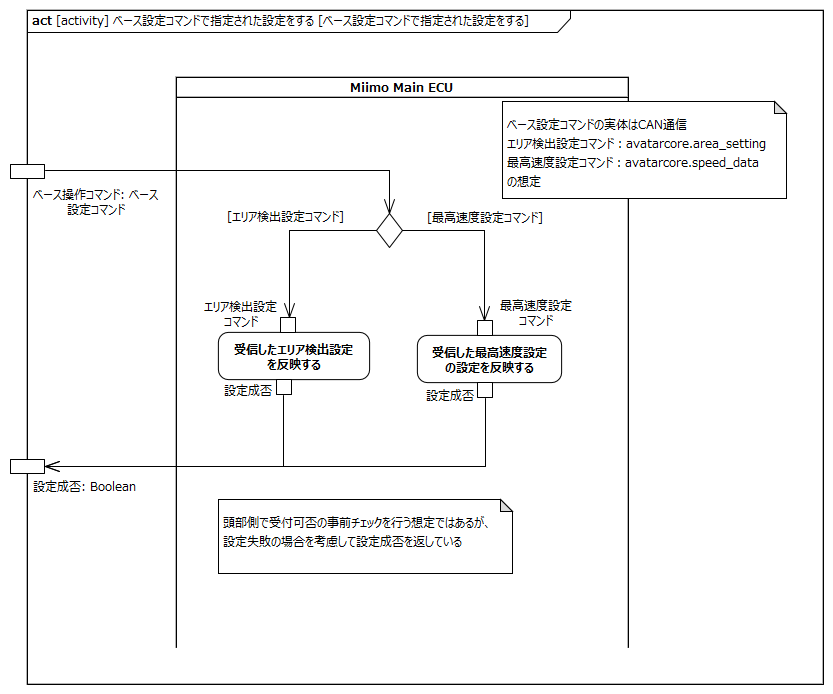 act [activity] ベース設定コマンドで指定された設定をする [ベース設定コマンドで指定された設定をする]
Miimo Main ECU
ベース設定コマンドの実体はCAN通信
エリア検出設定コマンド : avatarcore.area_setting
最高速度設定コマンド : avatarcore.speed_data
の想定
ベース操作コマンド: ベース
設定コマンド
[エリア検出設定コマンド]
[最高速度設定コマンド]
エリア検出設定
コマンド
最高速度設定
コマンド
受信したエリア検出設定
を反映する
受信した最高速度設定
の設定を反映する
設定成否
設定成否
設定成否: Boolean
頭部側で受付可否の事前チェックを行う想定ではあるが、
設定失敗の場合を考慮して設定成否を返している